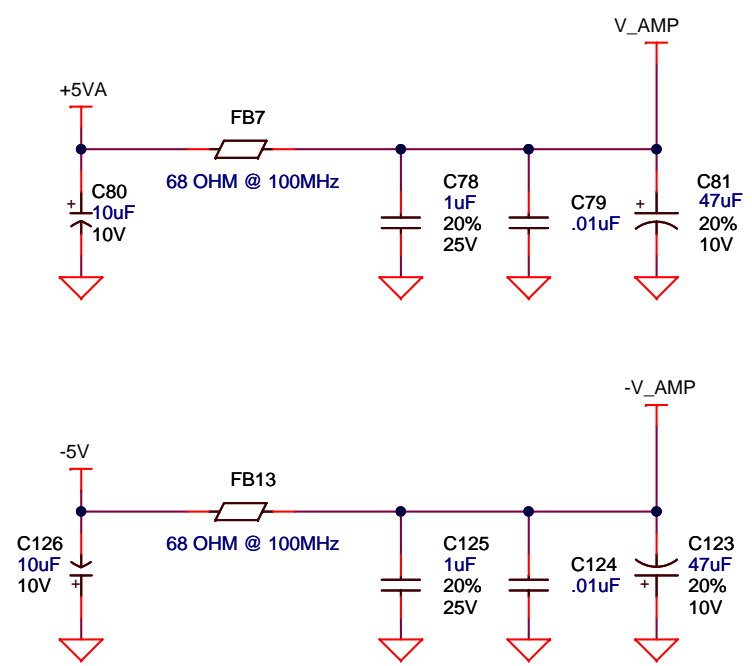 V_AMP
+5VA
FB7
68 OHM @ 100MHz
C80
10uF
10V
+
C78
1uF
20%
25V
C79
.01uF
+
C81
47uF
20%
10V
-V_AMP
-5V
FB13
68 OHM @ 100MHz
C126
10uF
10V
+
C125
1uF
20%
25V
C124
.01uF
+
C123
47uF
20%
10V